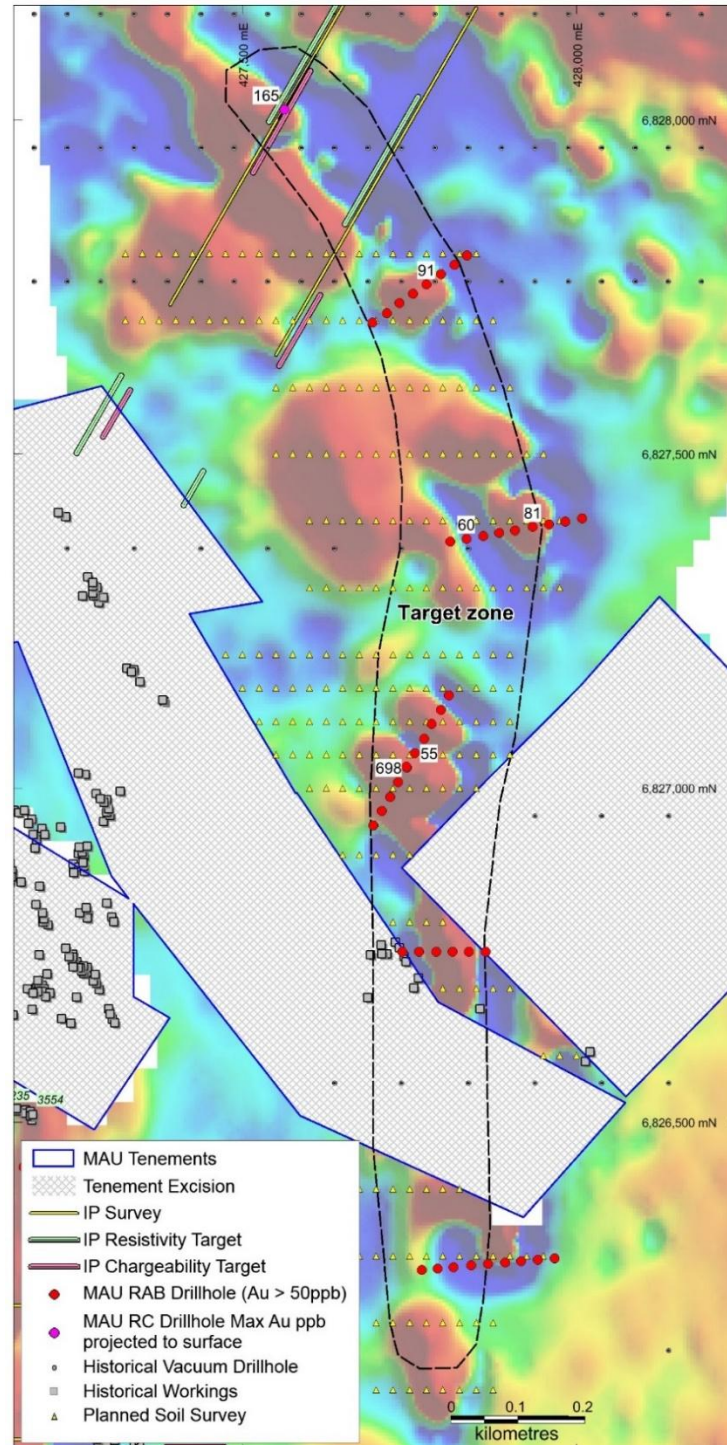 427,500 mE
428,000 mE
165
6,828,000 mN
91
6,827,500 mN
60
81
Target zone
55
698
6,827,000 mN
235 3554
6,826,500 mN
MAU Tenements
Tenement Excision
IP Survey
IP Resistivity Target
IP Chargeability Target
MAU RAB Drillhole (Au > 50ppb)
MAU RC Drillhole Max Au ppb
projected to surface
Historical Vacuum Drillhole
Historical Workings
Planned Soil Survey
0 0.1 0.2
kilometres